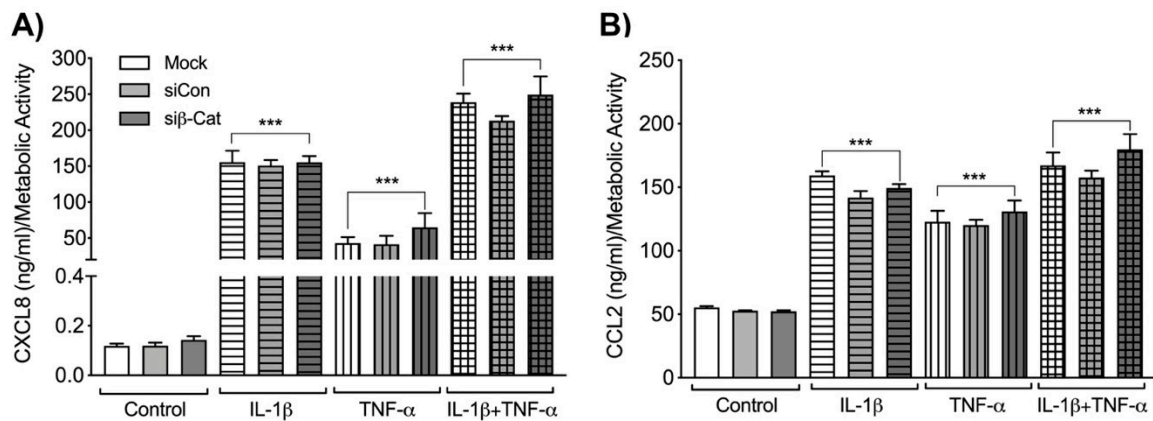 A)
CXCL8 (ng/ml)/Metabolic Activity
300
250
200
150
100
50
0.4
0.2
0.0
Mock
siCon
siβ-Cat
***
***
***
Control
IL-1β
TNF-α
IL-1β+TNF-α
B)
CCL2 (ng/ml)/Metabolic Activity
250
200
150
100
50
0
***
***
***
Control
IL-1β
TNF-α
IL-1β+TNF-α